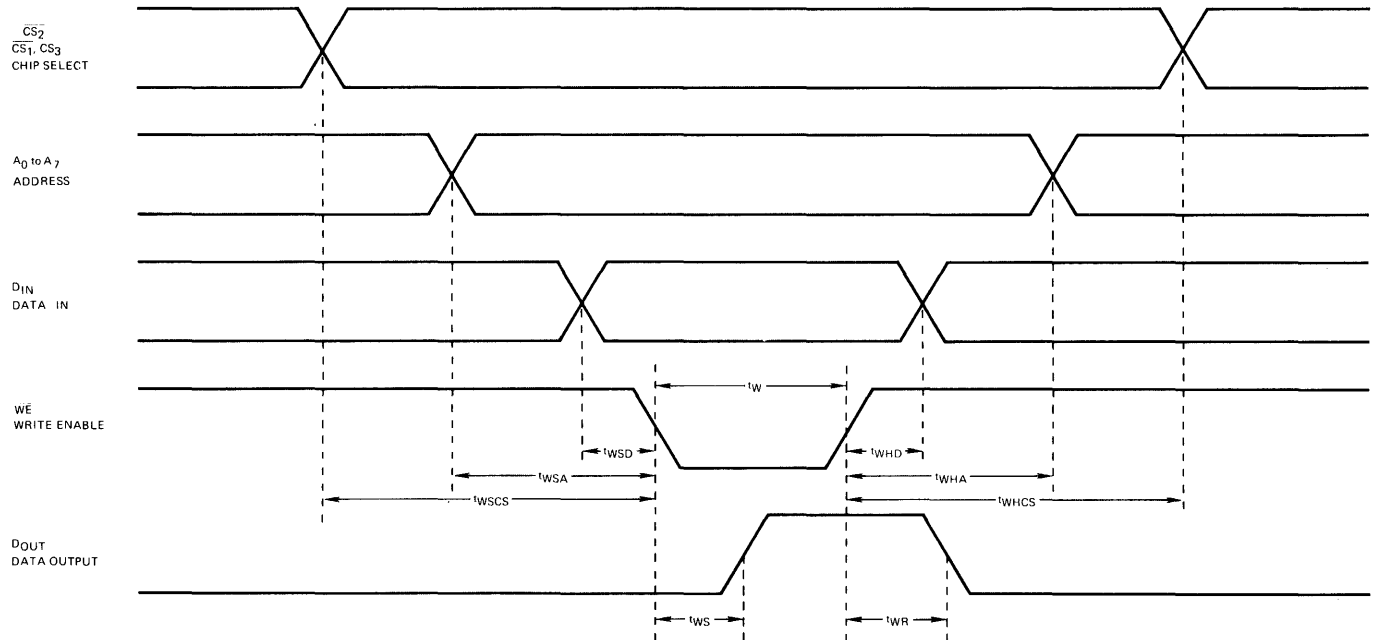 CS2
CS1, CS3
CHIP SELECT
A0 to A7
ADDRESS
DIN
DATA IN
tW
WE
WRITE ENABLE
tWSD
tWHD
tWSA
tWHA
tWSCS
tWHCS
DOUT
DATA OUTPUT
tWS
tWR